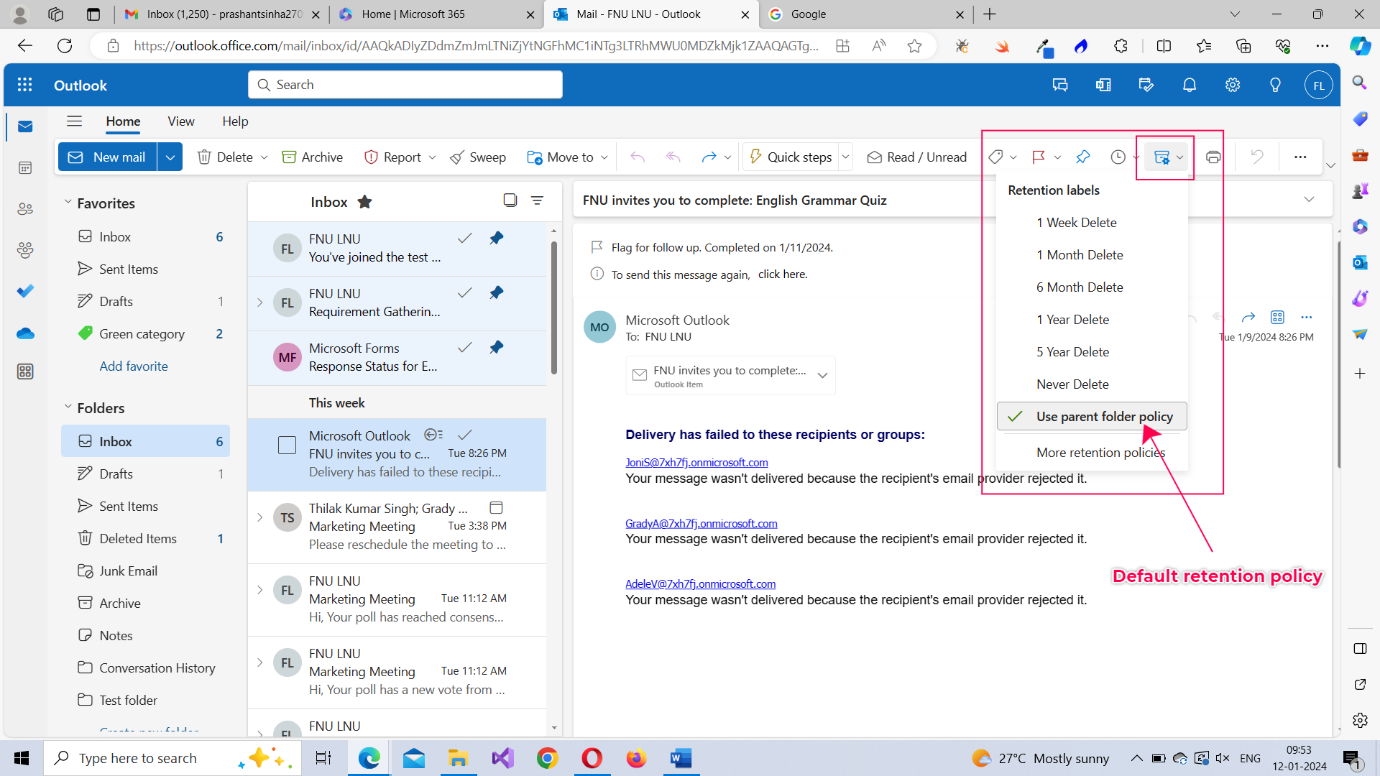 Inbox (1,250) - prashantsinha270
Home | Microsoft 365
Mail - FNU LNU - Outlook
Google
https://outlook.office.com/mail/inbox/id/AAQkADIyZDdmZmJmLTNiZjYtNGFhMC1iNTg3LTRhMWU0MDZkMjk1ZAAQAGTg...
Outlook
Search
FL
Home View Help
New mail Delete Archive Report Sweep Move to Quick steps Read / Unread
Favorites
Inbox 6
Sent Items
Drafts 1
Green category 2
Add favorite
Folders
Inbox 6
Drafts 1
Sent Items
Deleted Items 1
Junk Email
Archive
Notes
Conversation History
Test folder
Create new folder
Inbox
FL
FNU LNU
You've joined the test ...
FL
FNU LNU
Requirement Gatherin...
MF
Microsoft Forms
Response Status for E...
This week
Microsoft Outlook
FNU invites you to c... Tue 8:26 PM
Delivery has failed to these recipi...
TS
Thilak Kumar Singh; Grady ...
Marketing Meeting Tue 3:38 PM
Please reschedule the meeting to ...
FL
FNU LNU
Marketing Meeting Tue 11:12 AM
Hi, Your poll has reached consens...
FL
FNU LNU
Marketing Meeting Tue 11:12 AM
Hi, Your poll has a new vote from ...
FL
FNU LNU
FNU invites you to complete: English Grammar Quiz
Flag for follow up. Completed on 1/11/2024.
To send this message again, click here.
MO
Microsoft Outlook
To: FNU LNU
Tue 1/9/2024 8:26 PM
FNU invites you to complete:...
Outlook Item
Delivery has failed to these recipients or groups:
JoniS@7xh7fj.onmicrosoft.com
Your message wasn't delivered because the recipient's email provider rejected it.
GradyA@7xh7fj.onmicrosoft.com
Your message wasn't delivered because the recipient's email provider rejected it.
AdeleV@7xh7fj.onmicrosoft.com
Your message wasn't delivered because the recipient's email provider rejected it.
Retention labels
1 Week Delete
1 Month Delete
6 Month Delete
1 Year Delete
5 Year Delete
Never Delete
Use parent folder policy
More retention policies
Default retention policy
Type here to search
27°C Mostly sunny
ENG
09:53
12-01-2024
1